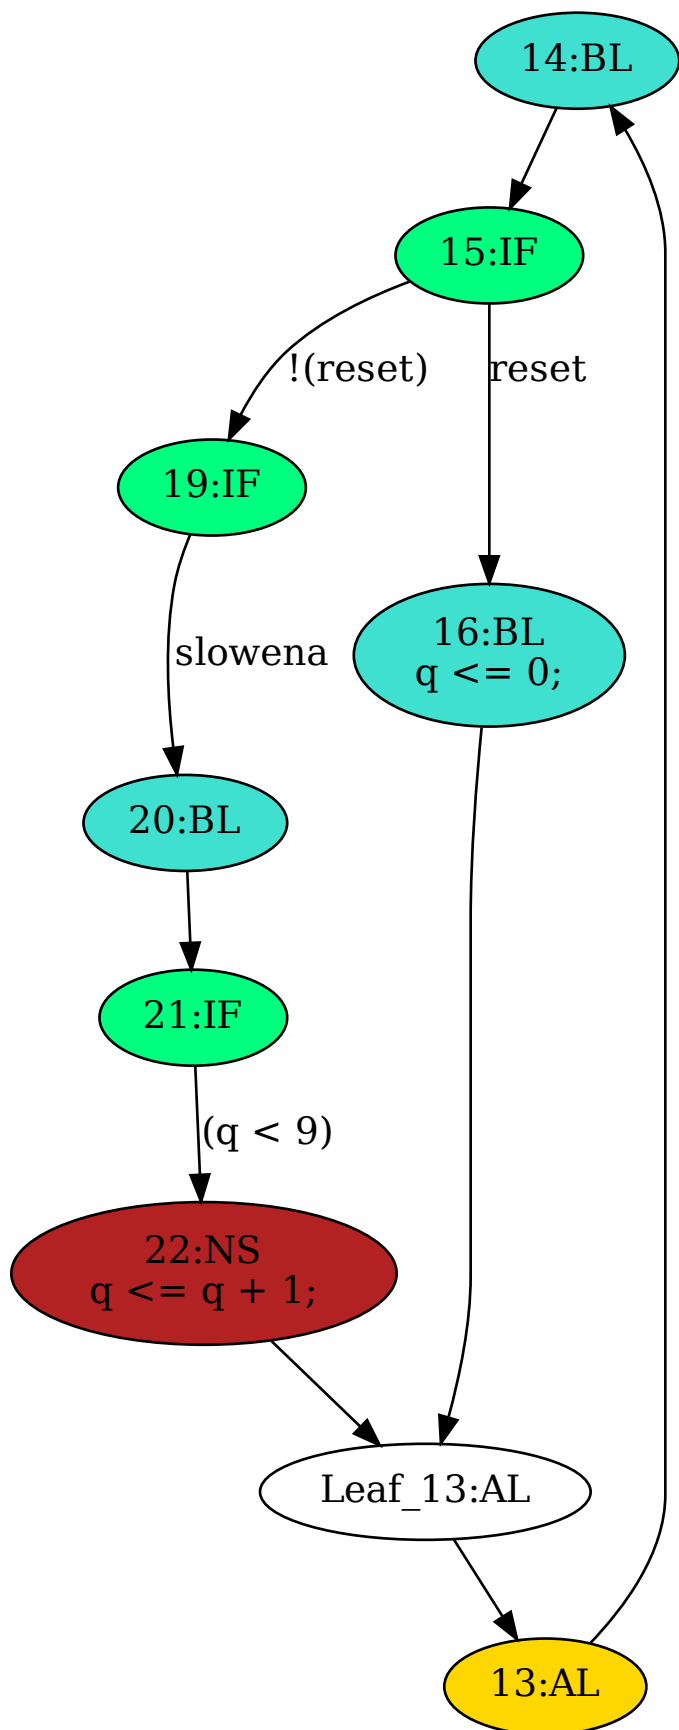 14:BL
15:IF
!(reset)
reset
19:IF
slowena
16:BL
q <= 0;
20:BL
21:IF
(q < 9)
22:NS
q <= q + 1;
Leaf_13:AL
13:AL